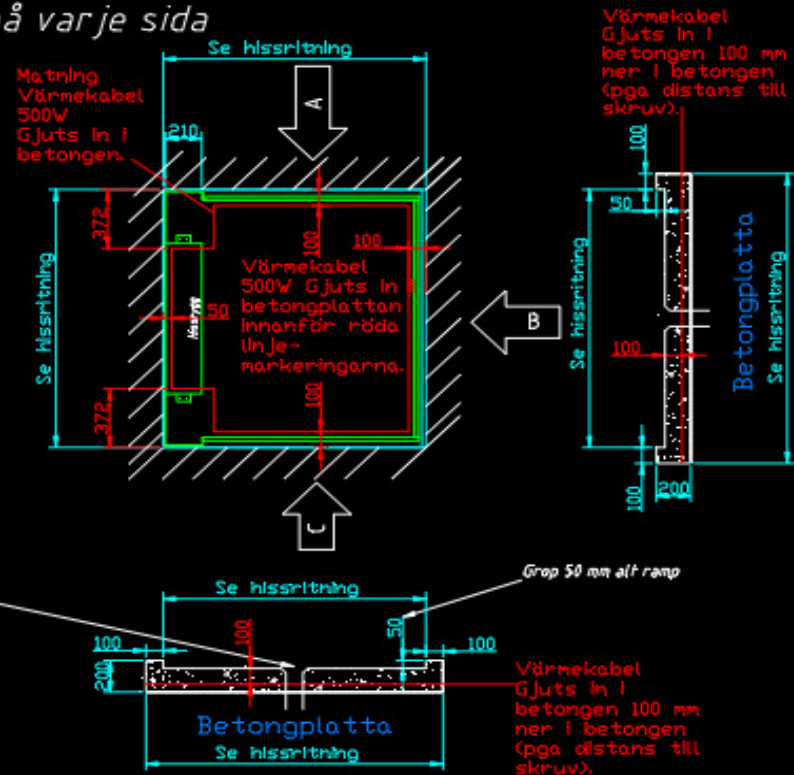 å varje sida
Se hissritning
Värmekabel
Gjuts in i
betongen 100 mm
ner i betongen
(pga distans till
skruv).
Matning
Värmekabel
500W
Gjuts in i
betongen.
210
A
100
50
372
100
100
Värmekabel
500W Gjuts in i
betongplattan
innanför röda
linje-
markeringarna.
50
Se hissritning
B
Se hissritning
100
Betongplatta
Se hissritning
372
100
100
200
C
Grop 50 mm alt ramp
Se hissritning
100
100
50
100
200
Värmekabel
Gjuts in i
betongen 100 mm
ner i betongen
(pga distans till
skruv).
Betongplatta
Se hissritning